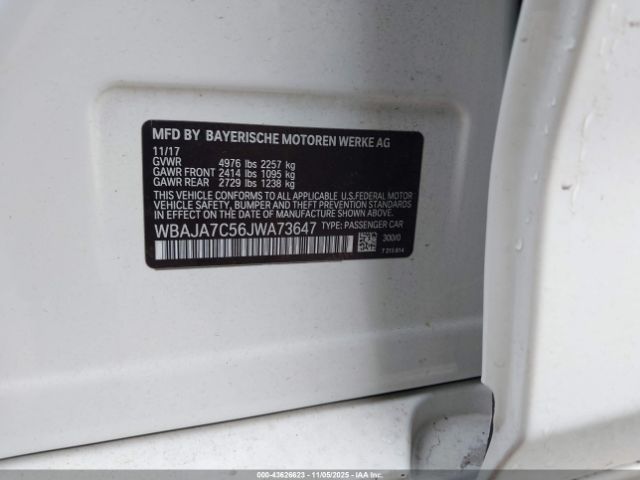 MFD BY BAYERISCHE MOTOREN WERKE AG
11/17
GVWR 4976 lbs 2257 kg
GAWR FRONT 2414 lbs 1095 kg
GAWR REAR 2729 lbs 1238 kg
THIS VEHICLE CONFORMS TO ALL APPLICABLE U.S.FEDERAL MOTOR
VEHICLE SAFETY, BUMPER AND THEFT PREVENTION STANDARDS IN
EFFECT ON THE DATE OF MANUFACTURE SHOWN ABOVE.
WBAJA7C56JWA73647 TYPE: PASSENGER CAR
300/0
000-43626623 - 11/05/2025 - Copyright © IAA, LLC